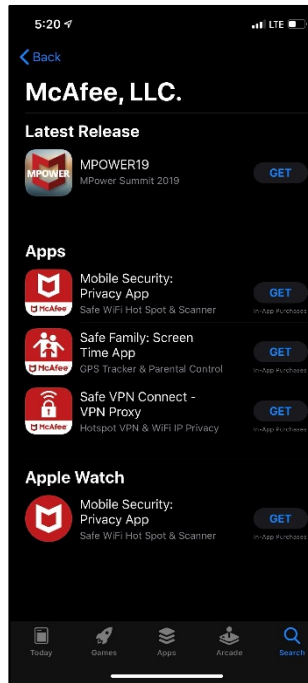 5:20
LTE
Back
McAfee, LLC.
Latest Release
MPOWER
MPOWER19
MPower Summit 2019
GET
Apps
McAfee
Mobile Security:
Privacy App
Safe WiFi Hot Spot & Scanner
GET
In-App Purchases
McAfee
Safe Family: Screen
Time App
GPS Tracker & Parental Control
GET
In-App Purchases
McAfee
Safe VPN Connect -
VPN Proxy
Hotspot VPN & WiFi IP Privacy
GET
In-App Purchases
Apple Watch
Mobile Security:
Privacy App
Safe WiFi Hot Spot & Scanner
GET
In-App Purchases
Today
Games
Apps
Arcade
Search